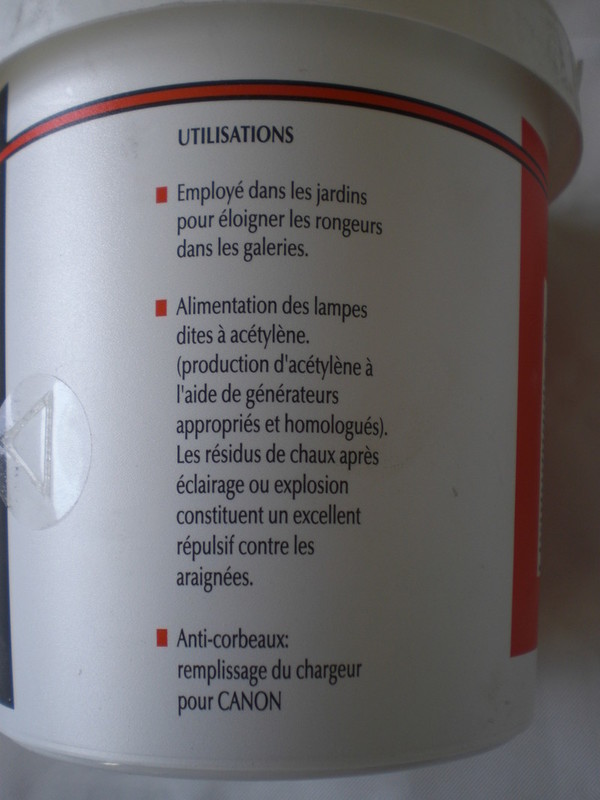 UTILISATIONS
Employé dans les jardins
pour éloigner les rongeurs
dans les galeries.
Alimentation des lampes
dites à acétylène.
(production d'acétylène à
l'aide de générateurs
appropriés et homologués).
Les résidus de chaux après
éclairage ou explosion
constituent un excellent
répulsif contre les
araignées.
Anti-corbeaux:
remplissage du chargeur
pour CANON